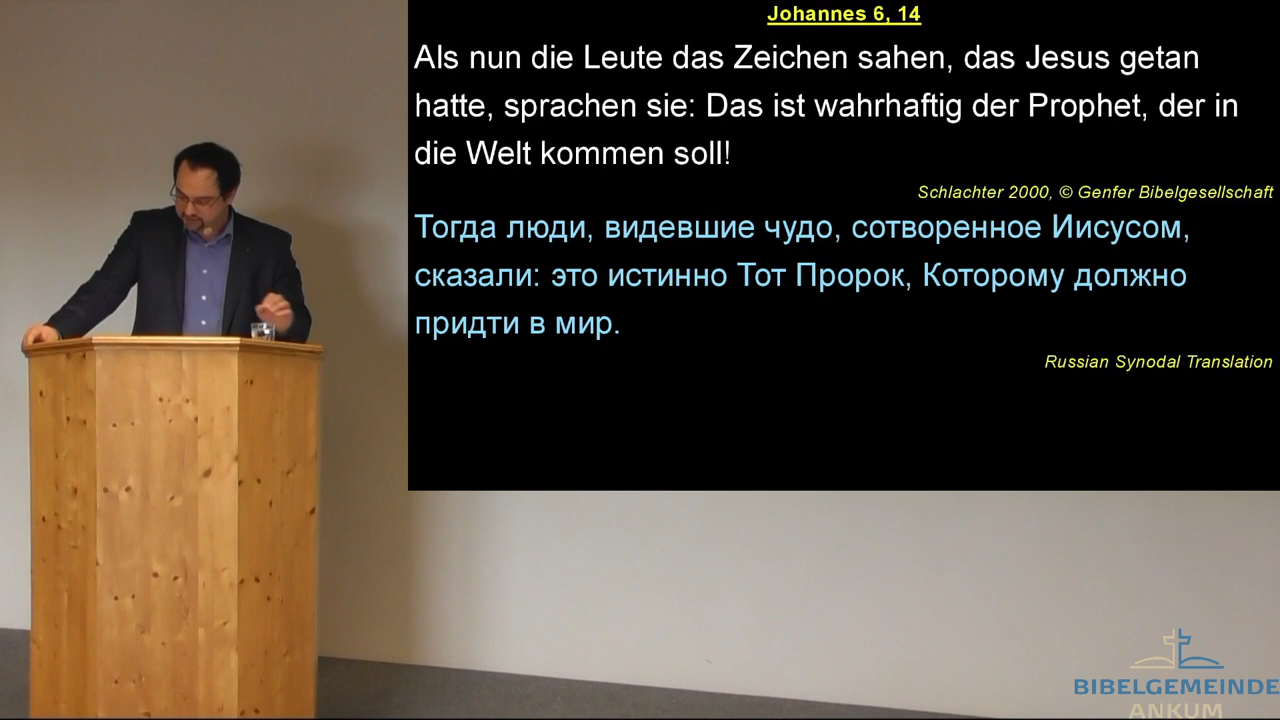 Johannes 6, 14
Als nun die Leute das Zeichen sahen, das Jesus getan
hatte, sprachen sie: Das ist wahrhaftig der Prophet, der in
die Welt kommen soll!
Schlachter 2000, © Genfer Bibelgesellschaft
Тогда люди, видевшие чудо, сотворенное Иисусом,
сказали: это истинно Тот Пророк, Которому должно
придти в мир.
Russian Synodal Translation
BIBELGEMEINDE
ANKUM